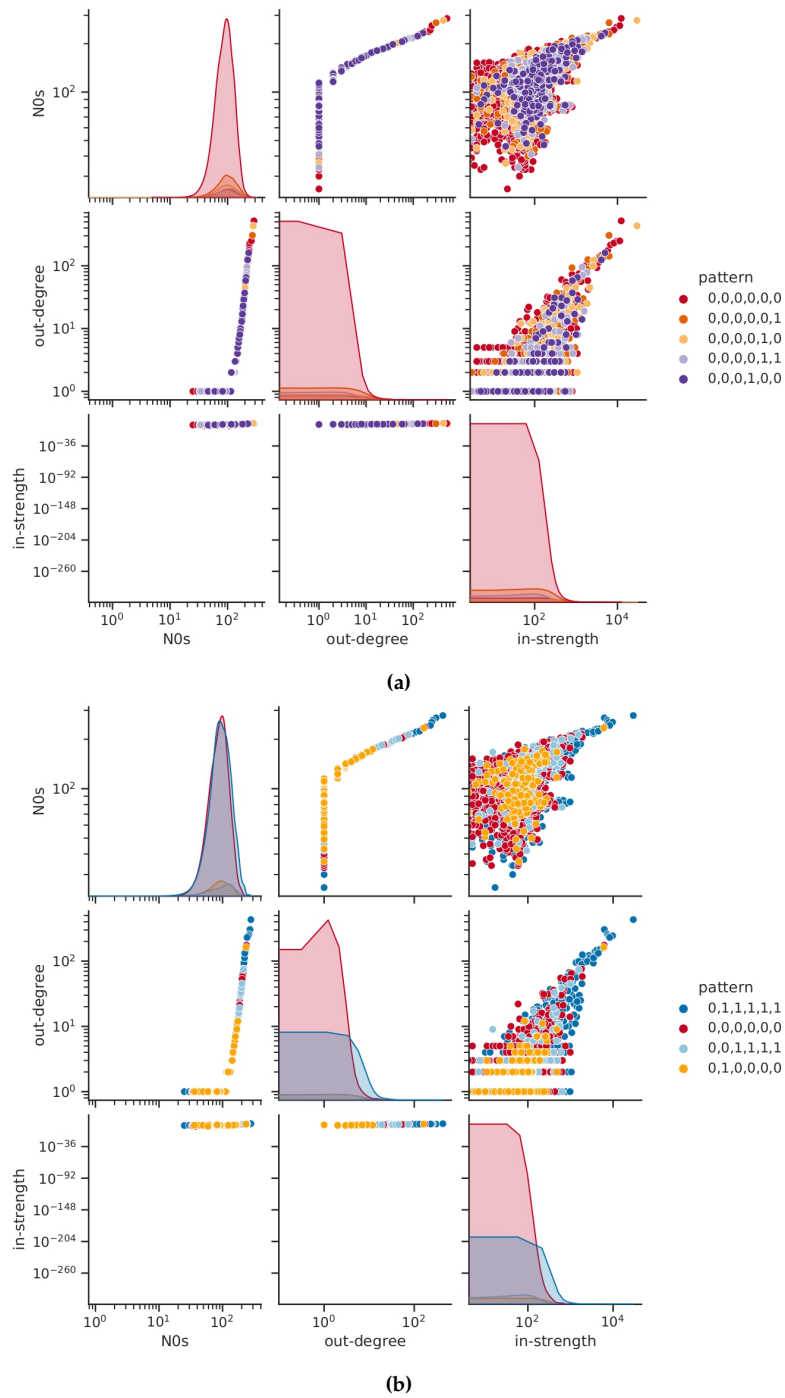 N0s
10²
out-degree
10²
10¹
10⁰
in-strength
10⁻³⁶
10⁻⁹²
10⁻¹⁴⁸
10⁻²⁰⁴
10⁻²⁶⁰
10⁰ 10¹ 10² 10⁰ 10¹ 10² 10² 10⁴
N0s out-degree in-strength
pattern
0,0,0,0,0,0
0,0,0,0,0,1
0,0,0,0,1,0
0,0,0,0,1,1
0,0,0,1,0,0
(a)
N0s
10²
out-degree
10²
10¹
10⁰
in-strength
10⁻³⁶
10⁻⁹²
10⁻¹⁴⁸
10⁻²⁰⁴
10⁻²⁶⁰
10⁰ 10¹ 10² 10⁰ 10² 10² 10⁴
N0s out-degree in-strength
pattern
0,1,1,1,1,1
0,0,0,0,0,0
0,0,1,1,1,1
0,1,0,0,0,0
(b)